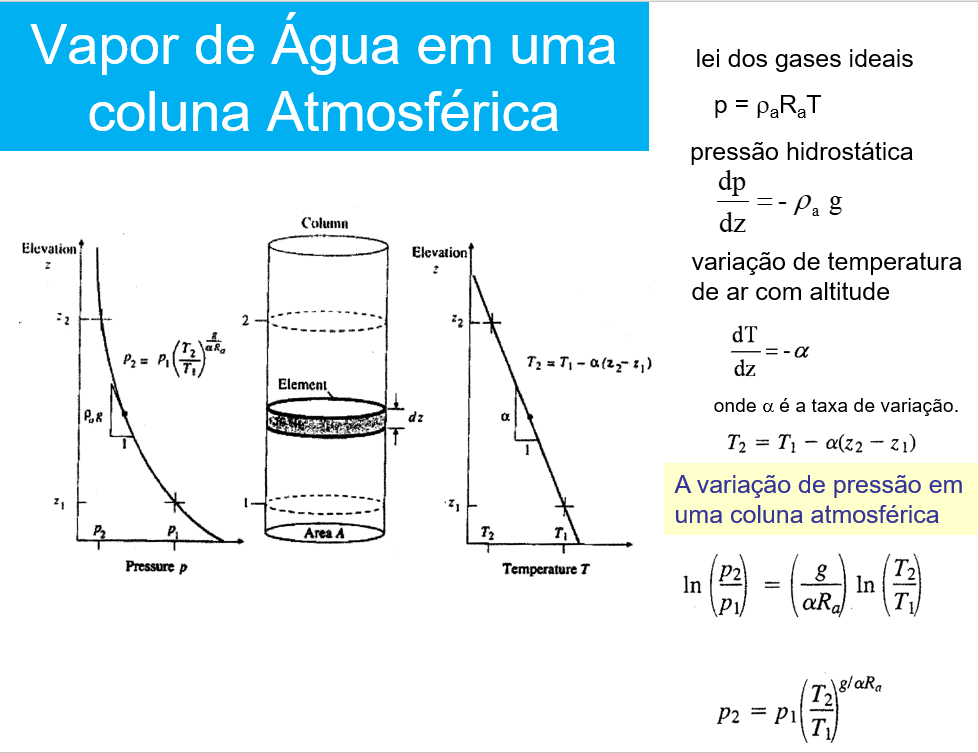 Vapor de Água em uma
coluna Atmosférica
Elevation
z
z₂
z₁
p₂ = p₁(T₂/T₁)^(g/αRₐ)
ρₐg
1
p₂
p₁
Pressure p
Column
2
Element
dz
1
Area A
Elevation
z
z₂
T₂ = T₁ − α(z₂− z₁)
α
1
z₁
T₂
T₁
Temperature T
lei dos gases ideais
p = ρₐRₐT
pressão hidrostática
dp/dz = - ρₐ g
variação de temperatura
de ar com altitude
dT/dz = - α
onde α é a taxa de variação.
T₂ = T₁ − α(z₂ − z₁)
A variação de pressão em
uma coluna atmosférica
ln (p₂/p₁) = (g/αRₐ) ln (T₂/T₁)
p₂ = p₁(T₂/T₁)^(g/αRₐ)